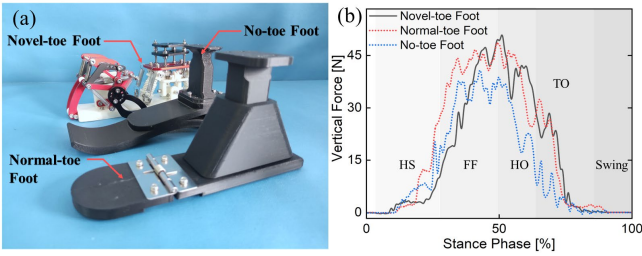 (a)
No-toe Foot
Novel-toe Foot
Normal-toe
Foot
(b)
Novel-toe Foot
Normal-toe Foot
No-toe Foot
Vertical Force [N]
45
30
15
0
HS
FF
HO
TO
Swing
0
50
100
Stance Phase [%]